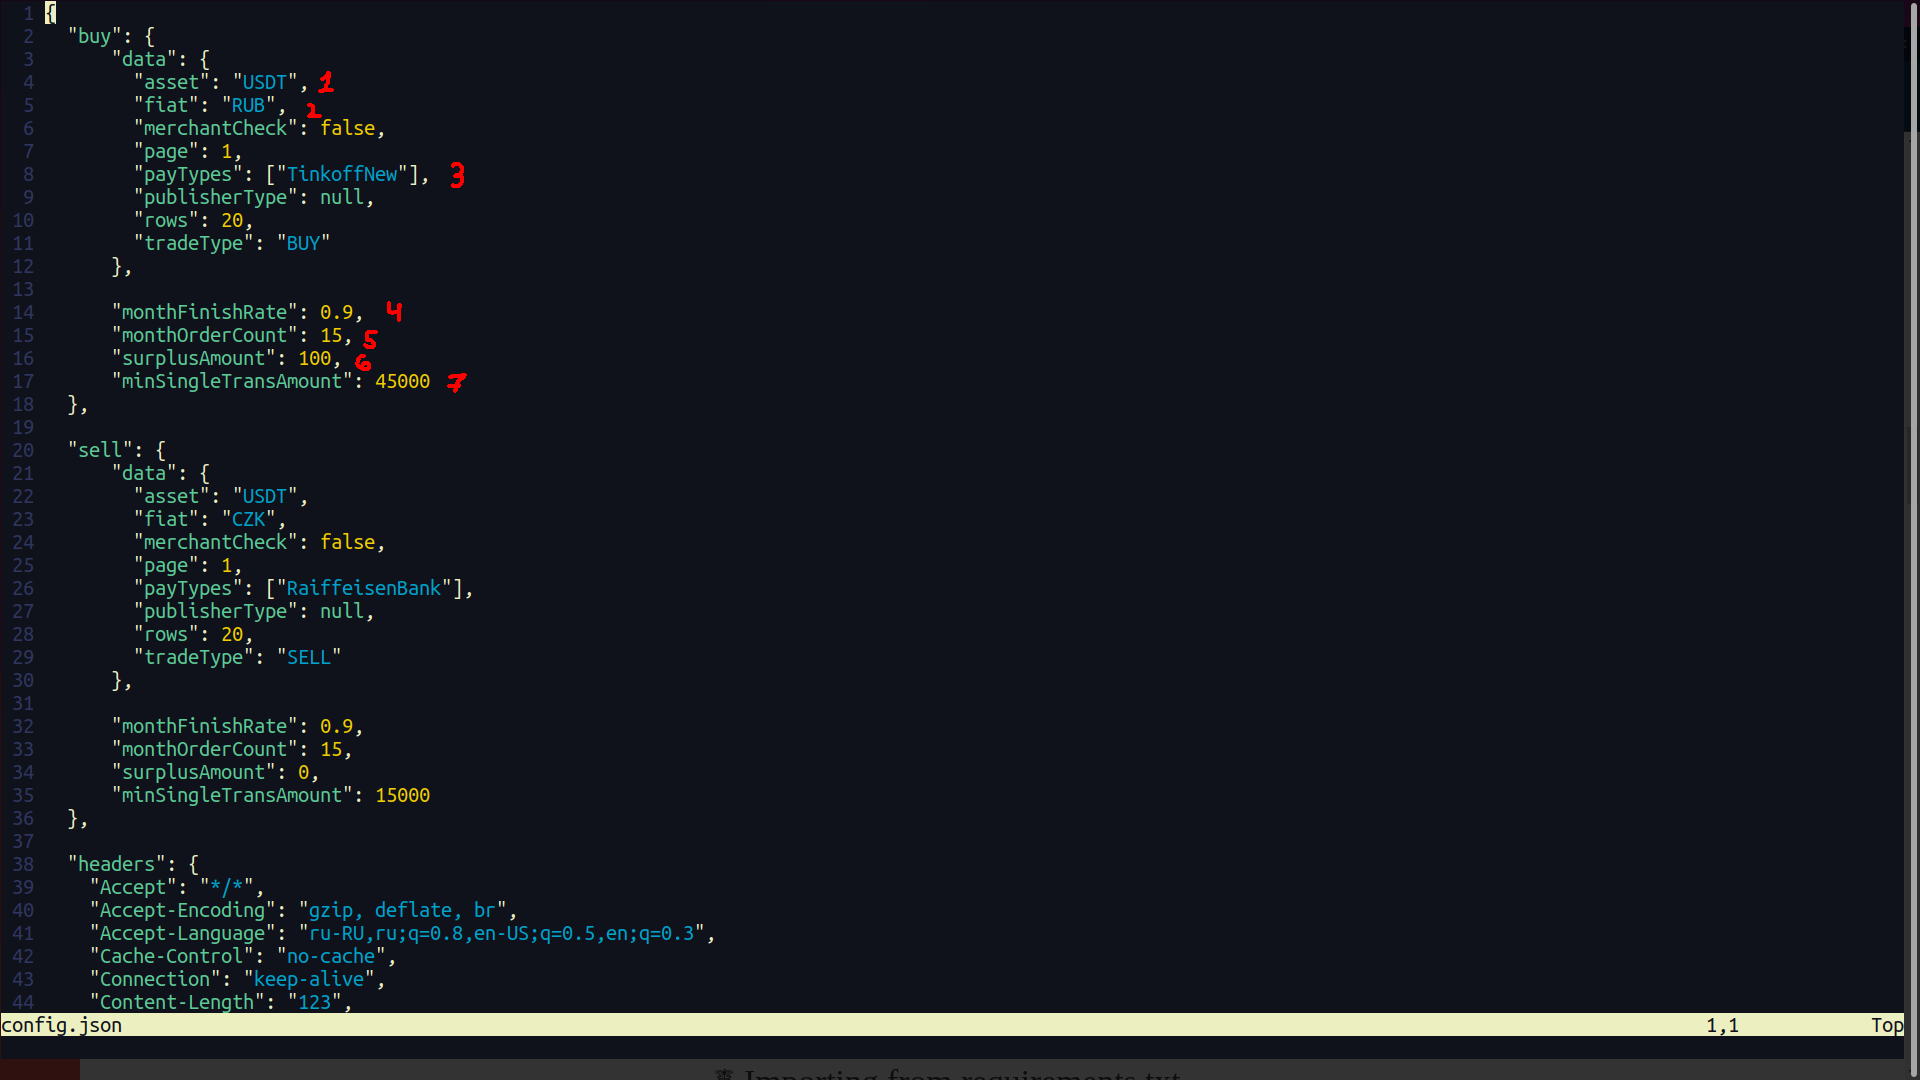 1 {
2 "buy": {
3 "data": {
4 "asset": "USDT", 1
5 "fiat": "RUB", 2
6 "merchantCheck": false,
7 "page": 1,
8 "payTypes": ["TinkoffNew"], 3
9 "publisherType": null,
10 "rows": 20,
11 "tradeType": "BUY"
12 },
13
14 "monthFinishRate": 0.9, 4
15 "monthOrderCount": 15, 5
16 "surplusAmount": 100, 6
17 "minSingleTransAmount": 45000 7
18 },
19
20 "sell": {
21 "data": {
22 "asset": "USDT",
23 "fiat": "CZK",
24 "merchantCheck": false,
25 "page": 1,
26 "payTypes": ["RaiffeisenBank"],
27 "publisherType": null,
28 "rows": 20,
29 "tradeType": "SELL"
30 },
31
32 "monthFinishRate": 0.9,
33 "monthOrderCount": 15,
34 "surplusAmount": 0,
35 "minSingleTransAmount": 15000
36 },
37
38 "headers": {
39 "Accept": "*/*",
40 "Accept-Encoding": "gzip, deflate, br",
41 "Accept-Language": "ru-RU,ru;q=0.8,en-US;q=0.5,en;q=0.3",
42 "Cache-Control": "no-cache",
43 "Connection": "keep-alive",
44 "Content-Length": "123",
config.json 1,1 Top
Importing from requirements.txt